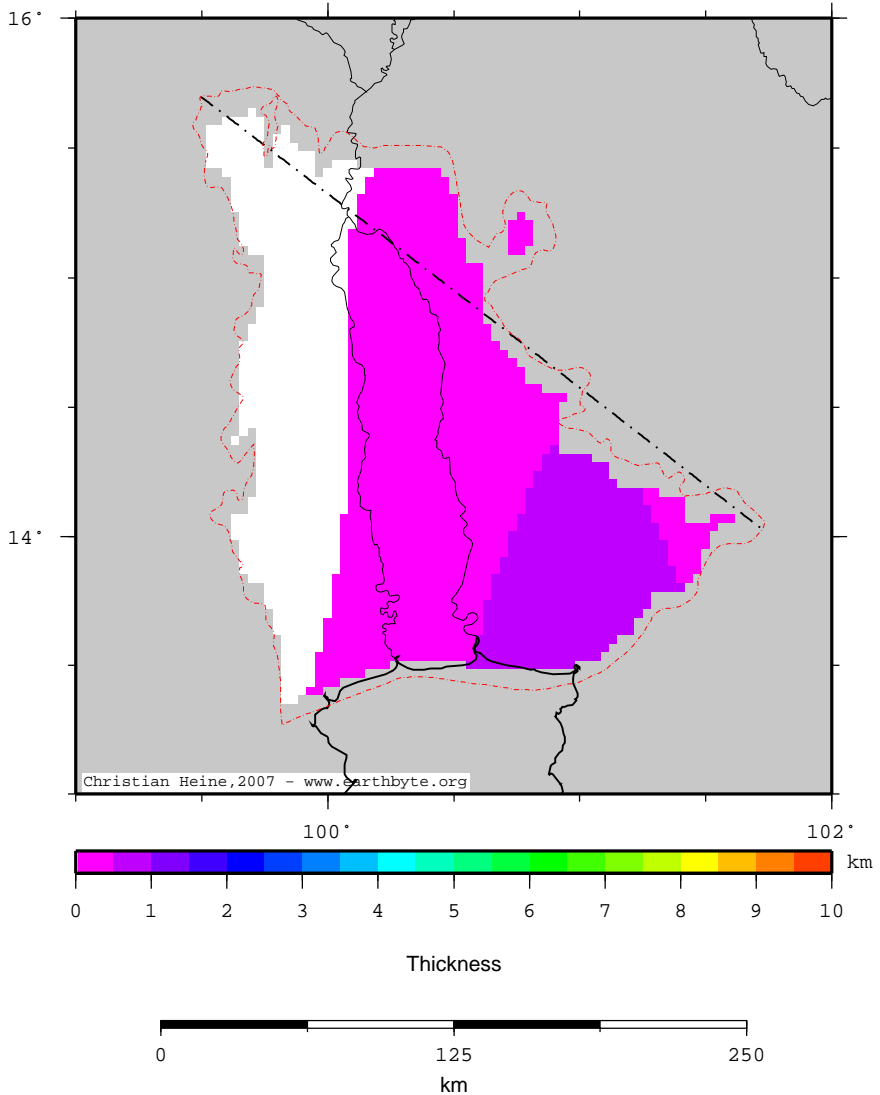 16°
14°
Christian Heine,2007 - www.earthbyte.org
100° 102°
km
0 1 2 3 4 5 6 7 8 9 10
Thickness
0 125 250
km